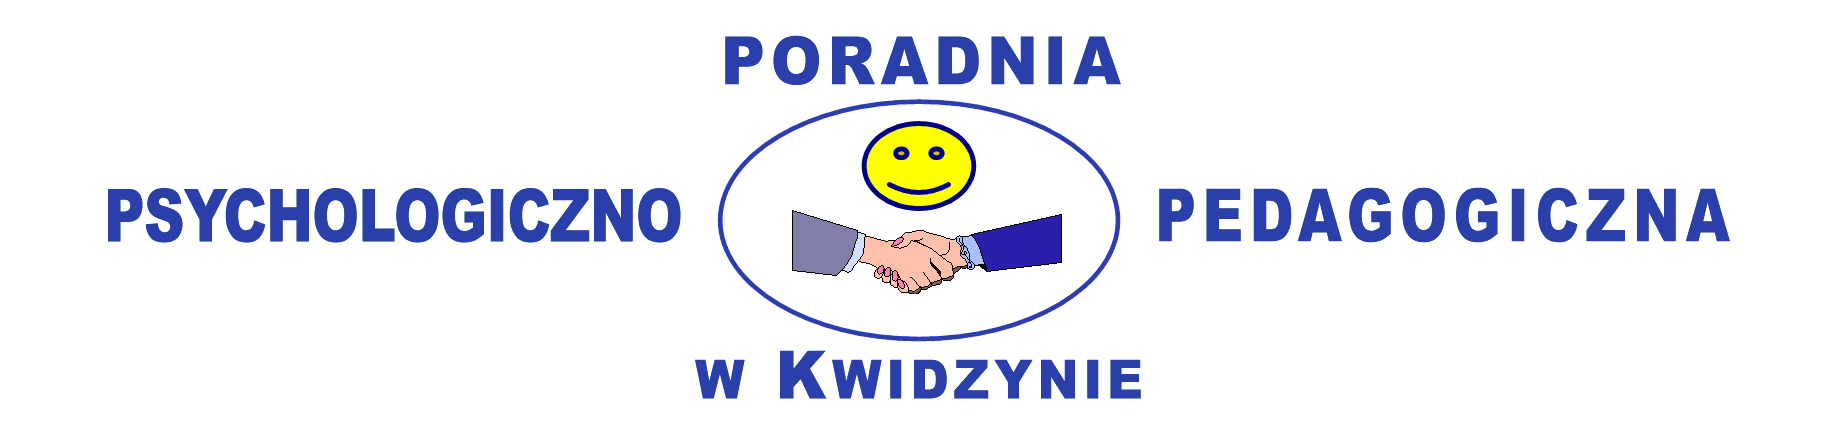 PORADNIA
PSYCHOLOGICZNO PEDAGOGICZNA
W KWIDZYNIE